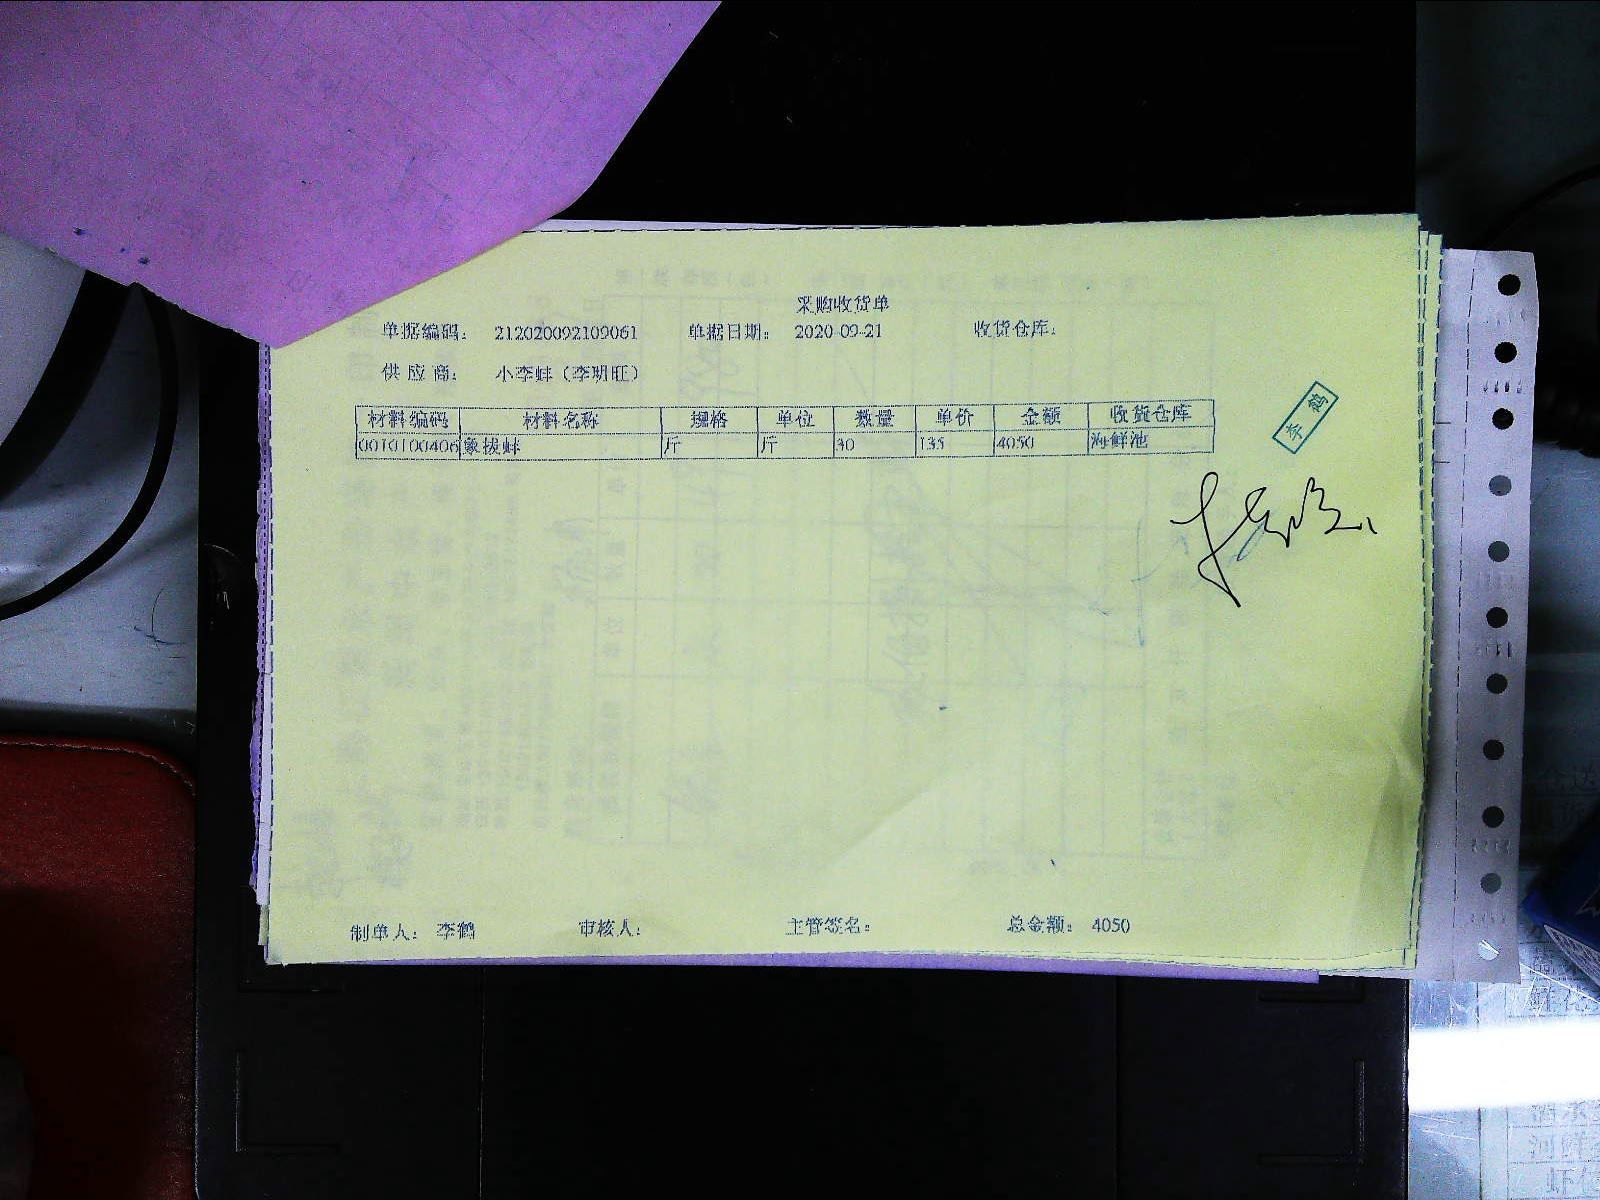 采购收货单
单据编码： 212020092109061 单据日期： 2020-09-21 收货仓库：
供 应 商： 小李蚌（李明旺）
材料编码 材料名称 规格 单位 数量 单价 金额 收货仓库
0010100406 象拔蚌 斤 斤 30 135 4050 海鲜池
李鹤
制单人： 李鹤 审核人： 主管签名： 总金额： 4050